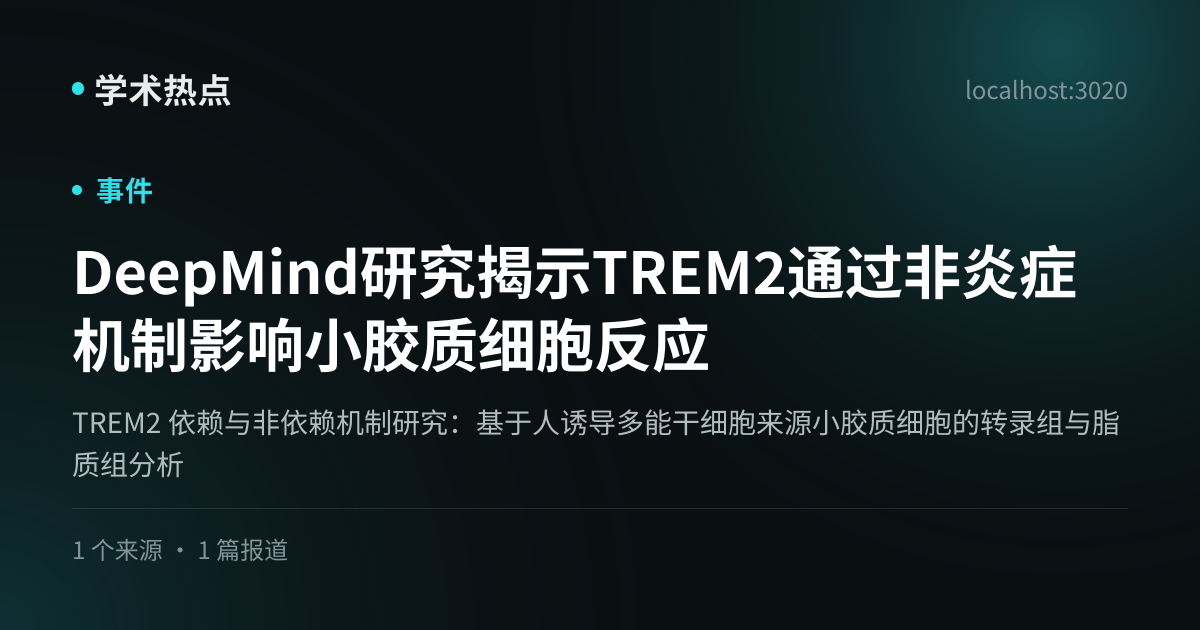 学术热点
localhost:3020
事件
DeepMind研究揭示TREM2通过非炎症
机制影响小胶质细胞反应
TREM2 依赖与非依赖机制研究：基于人诱导多能干细胞来源小胶质细胞的转录组与脂
质组分析
1 个来源 · 1 篇报道